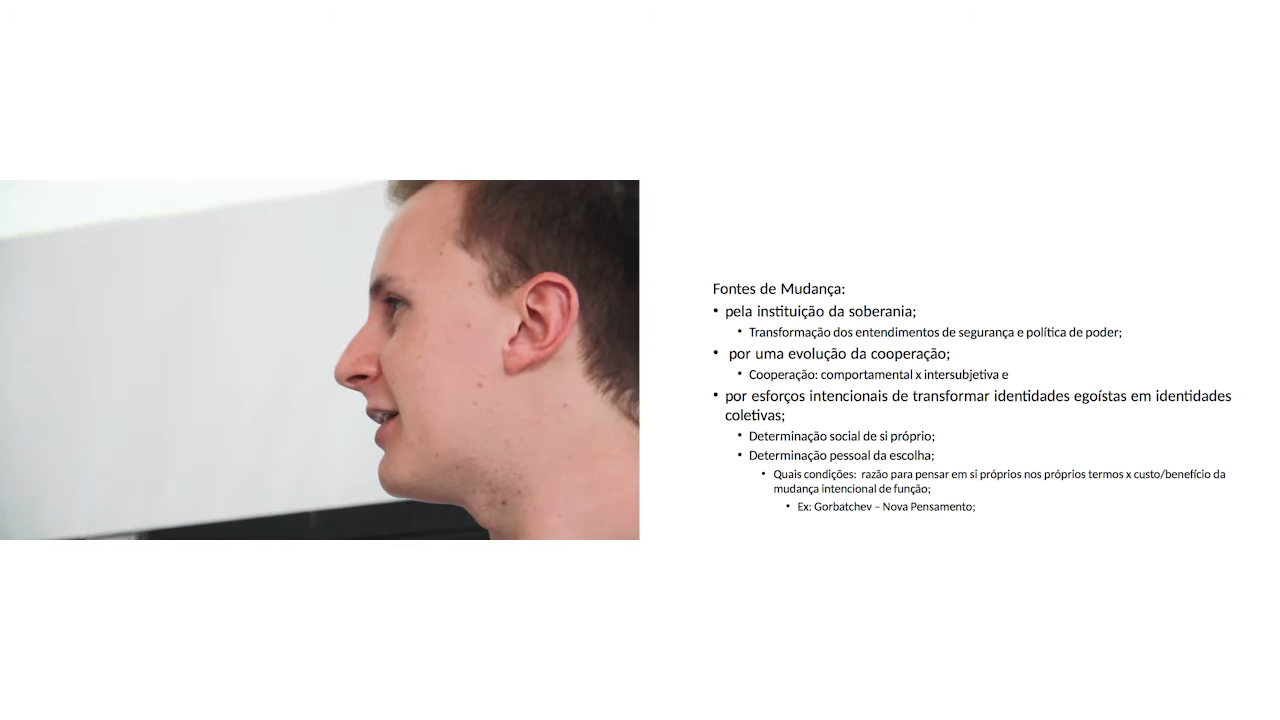 Fontes de Mudança:
• pela instituição da soberania;
• Transformação dos entendimentos de segurança e política de poder;
• por uma evolução da cooperação;
• Cooperação: comportamental x intersubjetiva e
• por esforços intencionais de transformar identidades egoístas em identidades
coletivas;
• Determinação social de si próprio;
• Determinação pessoal da escolha;
• Quais condições: razão para pensar em si próprios nos próprios termos x custo/benefício da
mudança intencional de função;
• Ex: Gorbatchev – Nova Pensamento;